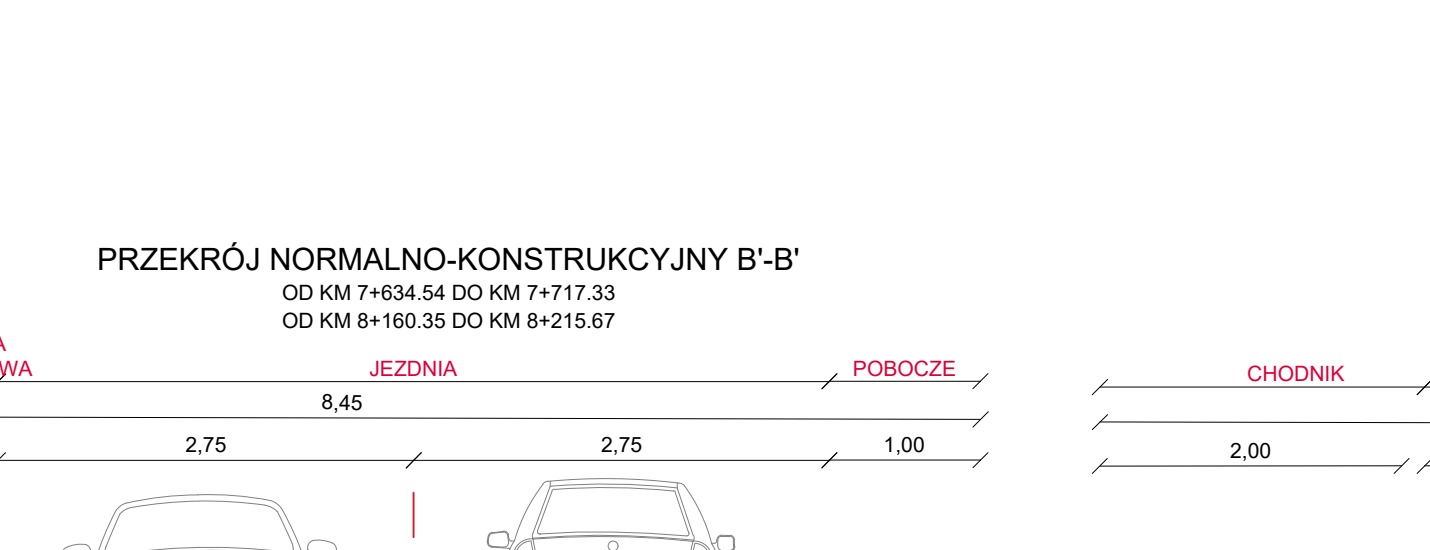 PRZEKRÓJ NORMALNO-KONSTRUKCYJNY B'-B'
OD KM 7+634.54 DO KM 7+717.33
OD KM 8+160.35 DO KM 8+215.67
JEZDNIA
POBOCZE
CHODNIK
8,45
2,75
2,75
1,00
2,00